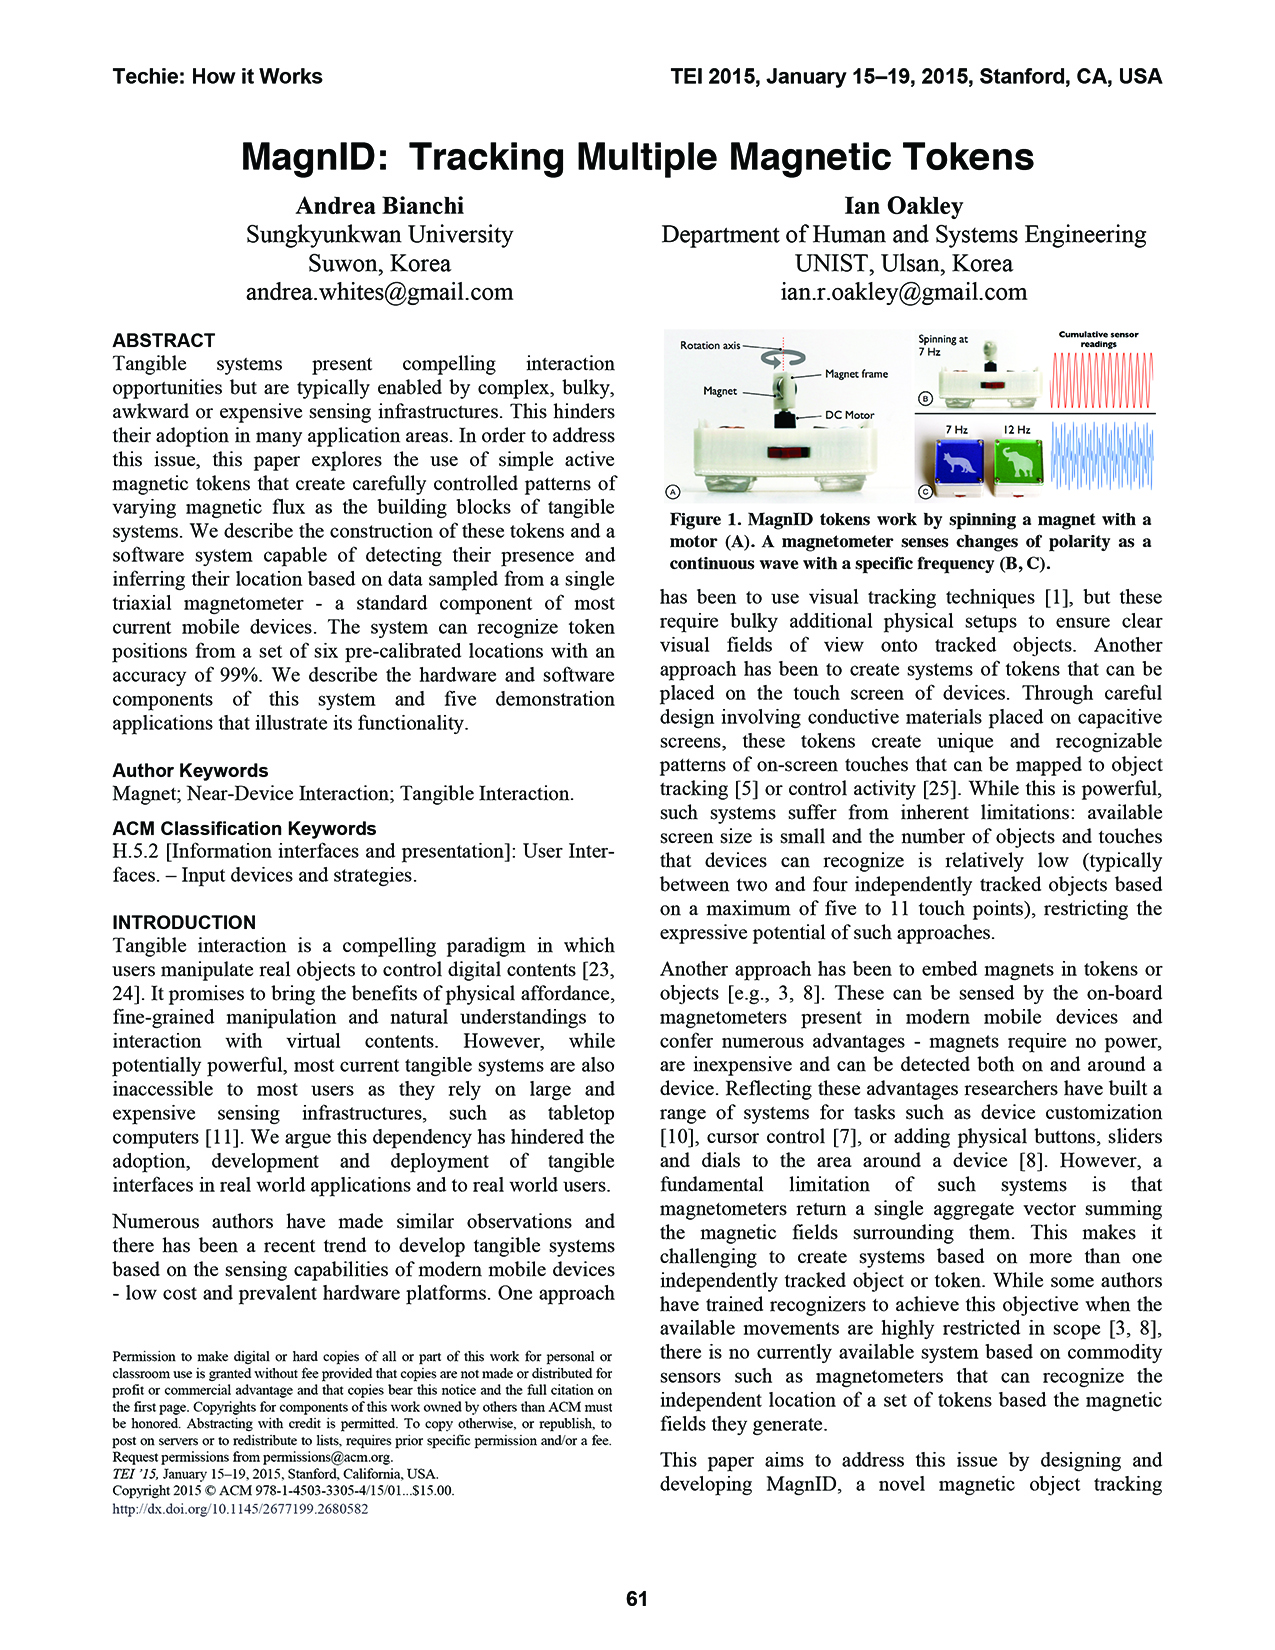 Techie: How it Works
TEI 2015, January 15–19, 2015, Stanford, CA, USA
MagnID: Tracking Multiple Magnetic Tokens
Andrea Bianchi
Sungkyunkwan University
Suwon, Korea
andrea.whites@gmail.com
Ian Oakley
Department of Human and Systems Engineering
UNIST, Ulsan, Korea
ian.r.oakley@gmail.com
ABSTRACT
Tangible systems present compelling interaction
opportunities but are typically enabled by complex, bulky,
awkward or expensive sensing infrastructures. This hinders
their adoption in many application areas. In order to address
this issue, this paper explores the use of simple active
magnetic tokens that create carefully controlled patterns of
varying magnetic flux as the building blocks of tangible
systems. We describe the construction of these tokens and a
software system capable of detecting their presence and
inferring their location based on data sampled from a single
triaxial magnetometer - a standard component of most
current mobile devices. The system can recognize token
positions from a set of six pre-calibrated locations with an
accuracy of 99%. We describe the hardware and software
components of this system and five demonstration
applications that illustrate its functionality.
Author Keywords
Magnet; Near-Device Interaction; Tangible Interaction.
ACM Classification Keywords
H.5.2 [Information interfaces and presentation]: User Inter-
faces. – Input devices and strategies.
INTRODUCTION
Tangible interaction is a compelling paradigm in which
users manipulate real objects to control digital contents [23,
24]. It promises to bring the benefits of physical affordance,
fine-grained manipulation and natural understandings to
interaction with virtual contents. However, while
potentially powerful, most current tangible systems are also
inaccessible to most users as they rely on large and
expensive sensing infrastructures, such as tabletop
computers [11]. We argue this dependency has hindered the
adoption, development and deployment of tangible
interfaces in real world applications and to real world users.
Numerous authors have made similar observations and
there has been a recent trend to develop tangible systems
based on the sensing capabilities of modern mobile devices
- low cost and prevalent hardware platforms. One approach
Permission to make digital or hard copies of all or part of this work for personal or
classroom use is granted without fee provided that copies are not made or distributed for
profit or commercial advantage and that copies bear this notice and the full citation on
the first page. Copyrights for components of this work owned by others than ACM must
be honored. Abstracting with credit is permitted. To copy otherwise, or republish, to
post on servers or to redistribute to lists, requires prior specific permission and/or a fee.
Request permissions from permissions@acm.org.
TEI '15, January 15–19, 2015, Stanford, California, USA.
Copyright 2015 © ACM 978-1-4503-3305-4/15/01...$15.00.
http://dx.doi.org/10.1145/2677199.2680582
Rotation axis
Magnet frame
Magnet
DC Motor
A
Spinning at
7 Hz
B
Cumulative sensor
readings
7 Hz
12 Hz
C
Figure 1. MagnID tokens work by spinning a magnet with a
motor (A). A magnetometer senses changes of polarity as a
continuous wave with a specific frequency (B, C).
has been to use visual tracking techniques [1], but these
require bulky additional physical setups to ensure clear
visual fields of view onto tracked objects. Another
approach has been to create systems of tokens that can be
placed on the touch screen of devices. Through careful
design involving conductive materials placed on capacitive
screens, these tokens create unique and recognizable
patterns of on-screen touches that can be mapped to object
tracking [5] or control activity [25]. While this is powerful,
such systems suffer from inherent limitations: available
screen size is small and the number of objects and touches
that devices can recognize is relatively low (typically
between two and four independently tracked objects based
on a maximum of five to 11 touch points), restricting the
expressive potential of such approaches.
Another approach has been to embed magnets in tokens or
objects [e.g., 3, 8]. These can be sensed by the on-board
magnetometers present in modern mobile devices and
confer numerous advantages - magnets require no power,
are inexpensive and can be detected both on and around a
device. Reflecting these advantages researchers have built a
range of systems for tasks such as device customization
[10], cursor control [7], or adding physical buttons, sliders
and dials to the area around a device [8]. However, a
fundamental limitation of such systems is that
magnetometers return a single aggregate vector summing
the magnetic fields surrounding them. This makes it
challenging to create systems based on more than one
independently tracked object or token. While some authors
have trained recognizers to achieve this objective when the
available movements are highly restricted in scope [3, 8],
there is no currently available system based on commodity
sensors such as magnetometers that can recognize the
independent location of a set of tokens based the magnetic
fields they generate.
This paper aims to address this issue by designing and
developing MagnID, a novel magnetic object tracking
61